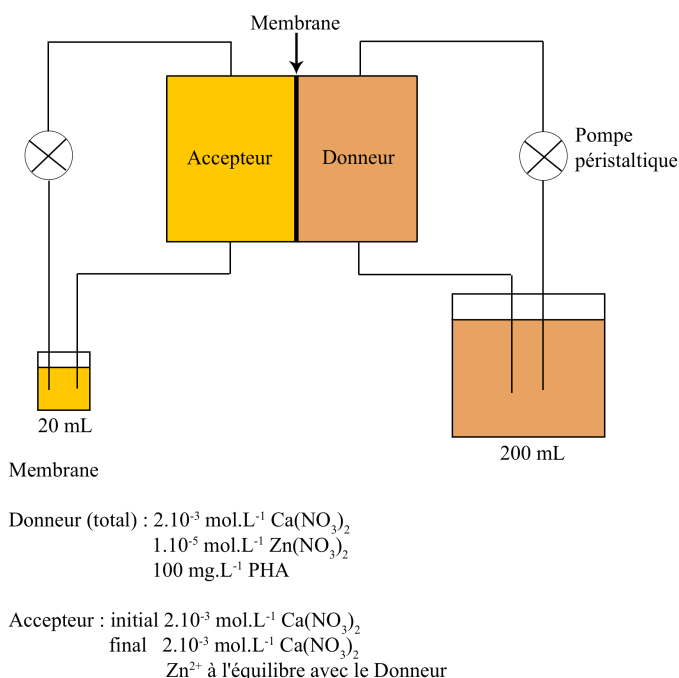 Membrane
Accepteur
Donneur
Pompe
péristaltique
20 mL
200 mL
Membrane
Donneur (total) : 2.10⁻³ mol.L⁻¹ Ca(NO₃)₂
1.10⁻⁵ mol.L⁻¹ Zn(NO₃)₂
100 mg.L⁻¹ PHA
Accepteur : initial 2.10⁻³ mol.L⁻¹ Ca(NO₃)₂
final 2.10⁻³ mol.L⁻¹ Ca(NO₃)₂
Zn²⁺ à l'équilibre avec le Donneur